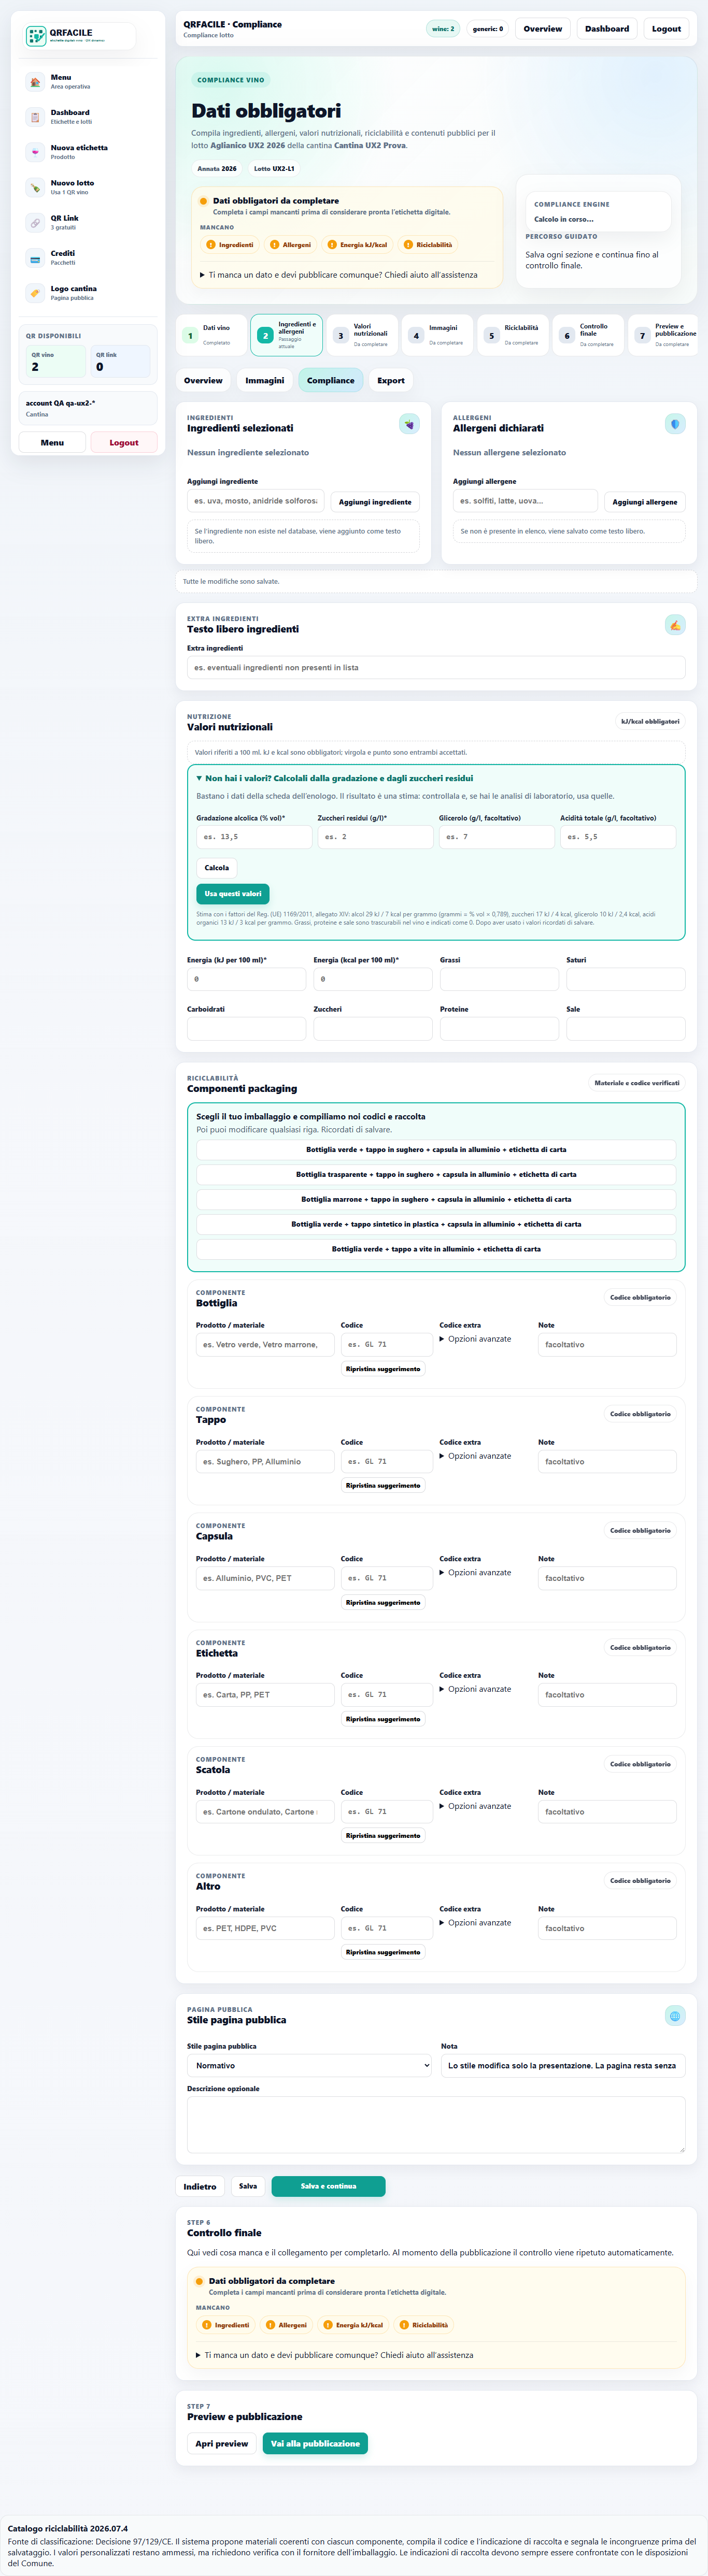 QRFACILE
Menu
Area operativa
Dashboard
Etichette e lotti
Nuova etichetta
Prodotto
Nuovo lotto
Usa 1 QR vino
QR Link
3 gratuiti
Crediti
Pacchetti
Logo cantina
Pagina pubblica
QR DISPONIBILI
QR vino
2
QR link
0
account QA qa-ux2-*
Cantina
Menu
Logout
QRFACILE · Compliance
Compliance lotto
wine: 2
generic: 0
Overview
Dashboard
Logout
COMPLIANCE VINO
Dati obbligatori
Compila ingredienti, allergeni, valori nutrizionali, riciclabilità e contenuti pubblici per il
lotto Aglianico UX2 2026 della cantina Cantina UX2 Prova.
Annata 2026
Lotto UX2-L1
Dati obbligatori da completare
Completa i campi mancanti prima di considerare pronta l'etichetta digitale.
MANCANO
! Ingredienti
! Allergeni
! Energia kJ/kcal
! Riciclabilità
▶ Ti manca un dato e devi pubblicare comunque? Chiedi aiuto all'assistenza
COMPLIANCE ENGINE
Calcolo in corso...
PERCORSO GUIDATO
Salva ogni sezione e continua fino al
controllo finale.
1
Dati vino
Completato
2
Ingredienti e
allergeni
Passaggio
attuale
3
Valori
nutrizionali
Da completare
4
Immagini
Da completare
5
Riciclabilità
Da completare
6
Controllo
finale
Da completare
7
Preview e
pubblicazione
Da completare
Overview
Immagini
Compliance
Export
INGREDIENTI
Ingredienti selezionati
Nessun ingrediente selezionato
Aggiungi ingrediente
es. uva, mosto, anidride solforosa
Aggiungi ingrediente
Se l'ingrediente non esiste nel database, viene aggiunto come testo
libero.
ALLERGENI
Allergeni dichiarati
Nessun allergene selezionato
Aggiungi allergene
es. solfiti, latte, uova...
Aggiungi allergene
Se non è presente in elenco, viene salvato come testo libero.
Tutte le modifiche sono salvate.
EXTRA INGREDIENTI
Testo libero ingredienti
Extra ingredienti
es. eventuali ingredienti non presenti in lista
NUTRIZIONE
Valori nutrizionali
kJ/kcal obbligatori
Valori riferiti a 100 ml. kJ e kcal sono obbligatori; virgola e punto sono entrambi accettati.
▼ Non hai i valori? Calcolali dalla gradazione e dagli zuccheri residui
Bastano i dati della scheda dell'enologo. Il risultato è una stima: controllala e, se hai le analisi di laboratorio, usa quelle.
Gradazione alcolica (% vol)*
Zuccheri residui (g/l)*
Glicerolo (g/l, facoltativo)
Acidità totale (g/l, facoltativo)
es. 13,5
es. 2
es. 7
es. 5,5
Calcola
Usa questi valori
Stima con i fattori del Reg. (UE) 1169/2011, allegato XIV: alcol 29 kJ / 7 kcal per grammo (grammi = % vol × 0,789), zuccheri 17 kJ / 4 kcal, glicerolo 10 kJ / 2,4 kcal, acidi
organici 13 kJ / 3 kcal per grammo. Grassi, proteine e sale sono trascurabili nel vino e indicati come 0. Dopo aver usato i valori ricordati di salvare.
Energia (kJ per 100 ml)*
Energia (kcal per 100 ml)*
Grassi
Saturi
0
0
Carboidrati
Zuccheri
Proteine
Sale
RICICLABILITÀ
Componenti packaging
Materiale e codice verificati
Scegli il tuo imballaggio e compiliamo noi codici e raccolta
Poi puoi modificare qualsiasi riga. Ricordati di salvare.
Bottiglia verde + tappo in sughero + capsula in alluminio + etichetta di carta
Bottiglia trasparente + tappo in sughero + capsula in alluminio + etichetta di carta
Bottiglia marrone + tappo in sughero + capsula in alluminio + etichetta di carta
Bottiglia verde + tappo sintetico in plastica + capsula in alluminio + etichetta di carta
Bottiglia verde + tappo a vite in alluminio + etichetta di carta
COMPONENTE
Bottiglia
Codice obbligatorio
Prodotto / materiale
Codice
Codice extra
Note
es. Vetro verde, Vetro marrone,
es. GL 71
▶ Opzioni avanzate
facoltativo
Ripristina suggerimento
COMPONENTE
Tappo
Codice obbligatorio
Prodotto / materiale
Codice
Codice extra
Note
es. Sughero, PP, Alluminio
es. GL 71
▶ Opzioni avanzate
facoltativo
Ripristina suggerimento
COMPONENTE
Capsula
Codice obbligatorio
Prodotto / materiale
Codice
Codice extra
Note
es. Alluminio, PVC, PET
es. GL 71
▶ Opzioni avanzate
facoltativo
Ripristina suggerimento
COMPONENTE
Etichetta
Codice obbligatorio
Prodotto / materiale
Codice
Codice extra
Note
es. Carta, PP, PET
es. GL 71
▶ Opzioni avanzate
facoltativo
Ripristina suggerimento
COMPONENTE
Scatola
Codice obbligatorio
Prodotto / materiale
Codice
Codice extra
Note
es. Cartone ondulato, Cartone
es. GL 71
▶ Opzioni avanzate
facoltativo
Ripristina suggerimento
COMPONENTE
Altro
Codice obbligatorio
Prodotto / materiale
Codice
Codice extra
Note
es. PET, HDPE, PVC
es. GL 71
▶ Opzioni avanzate
facoltativo
Ripristina suggerimento
PAGINA PUBBLICA
Stile pagina pubblica
Stile pagina pubblica
Nota
Normativo
Lo stile modifica solo la presentazione. La pagina resta senza
Descrizione opzionale
Indietro
Salva
Salva e continua
STEP 6
Controllo finale
Qui vedi cosa manca e il collegamento per completarlo. Al momento della pubblicazione il controllo viene ripetuto automaticamente.
Dati obbligatori da completare
Completa i campi mancanti prima di considerare pronta l'etichetta digitale.
MANCANO
! Ingredienti
! Allergeni
! Energia kJ/kcal
! Riciclabilità
▶ Ti manca un dato e devi pubblicare comunque? Chiedi aiuto all'assistenza
STEP 7
Preview e pubblicazione
Apri preview
Vai alla pubblicazione
Catalogo riciclabilità 2026.07.4
Fonte di classificazione: Decisione 97/129/CE. Il sistema propone materiali coerenti con ciascun componente, compila il codice e l'indicazione di raccolta e segnala le incongruenze prima del
salvataggio. I valori personalizzati restano ammessi, ma richiedono verifica con il fornitore dell'imballaggio. Le indicazioni di raccolta devono sempre essere confrontate con le disposizioni
del Comune.